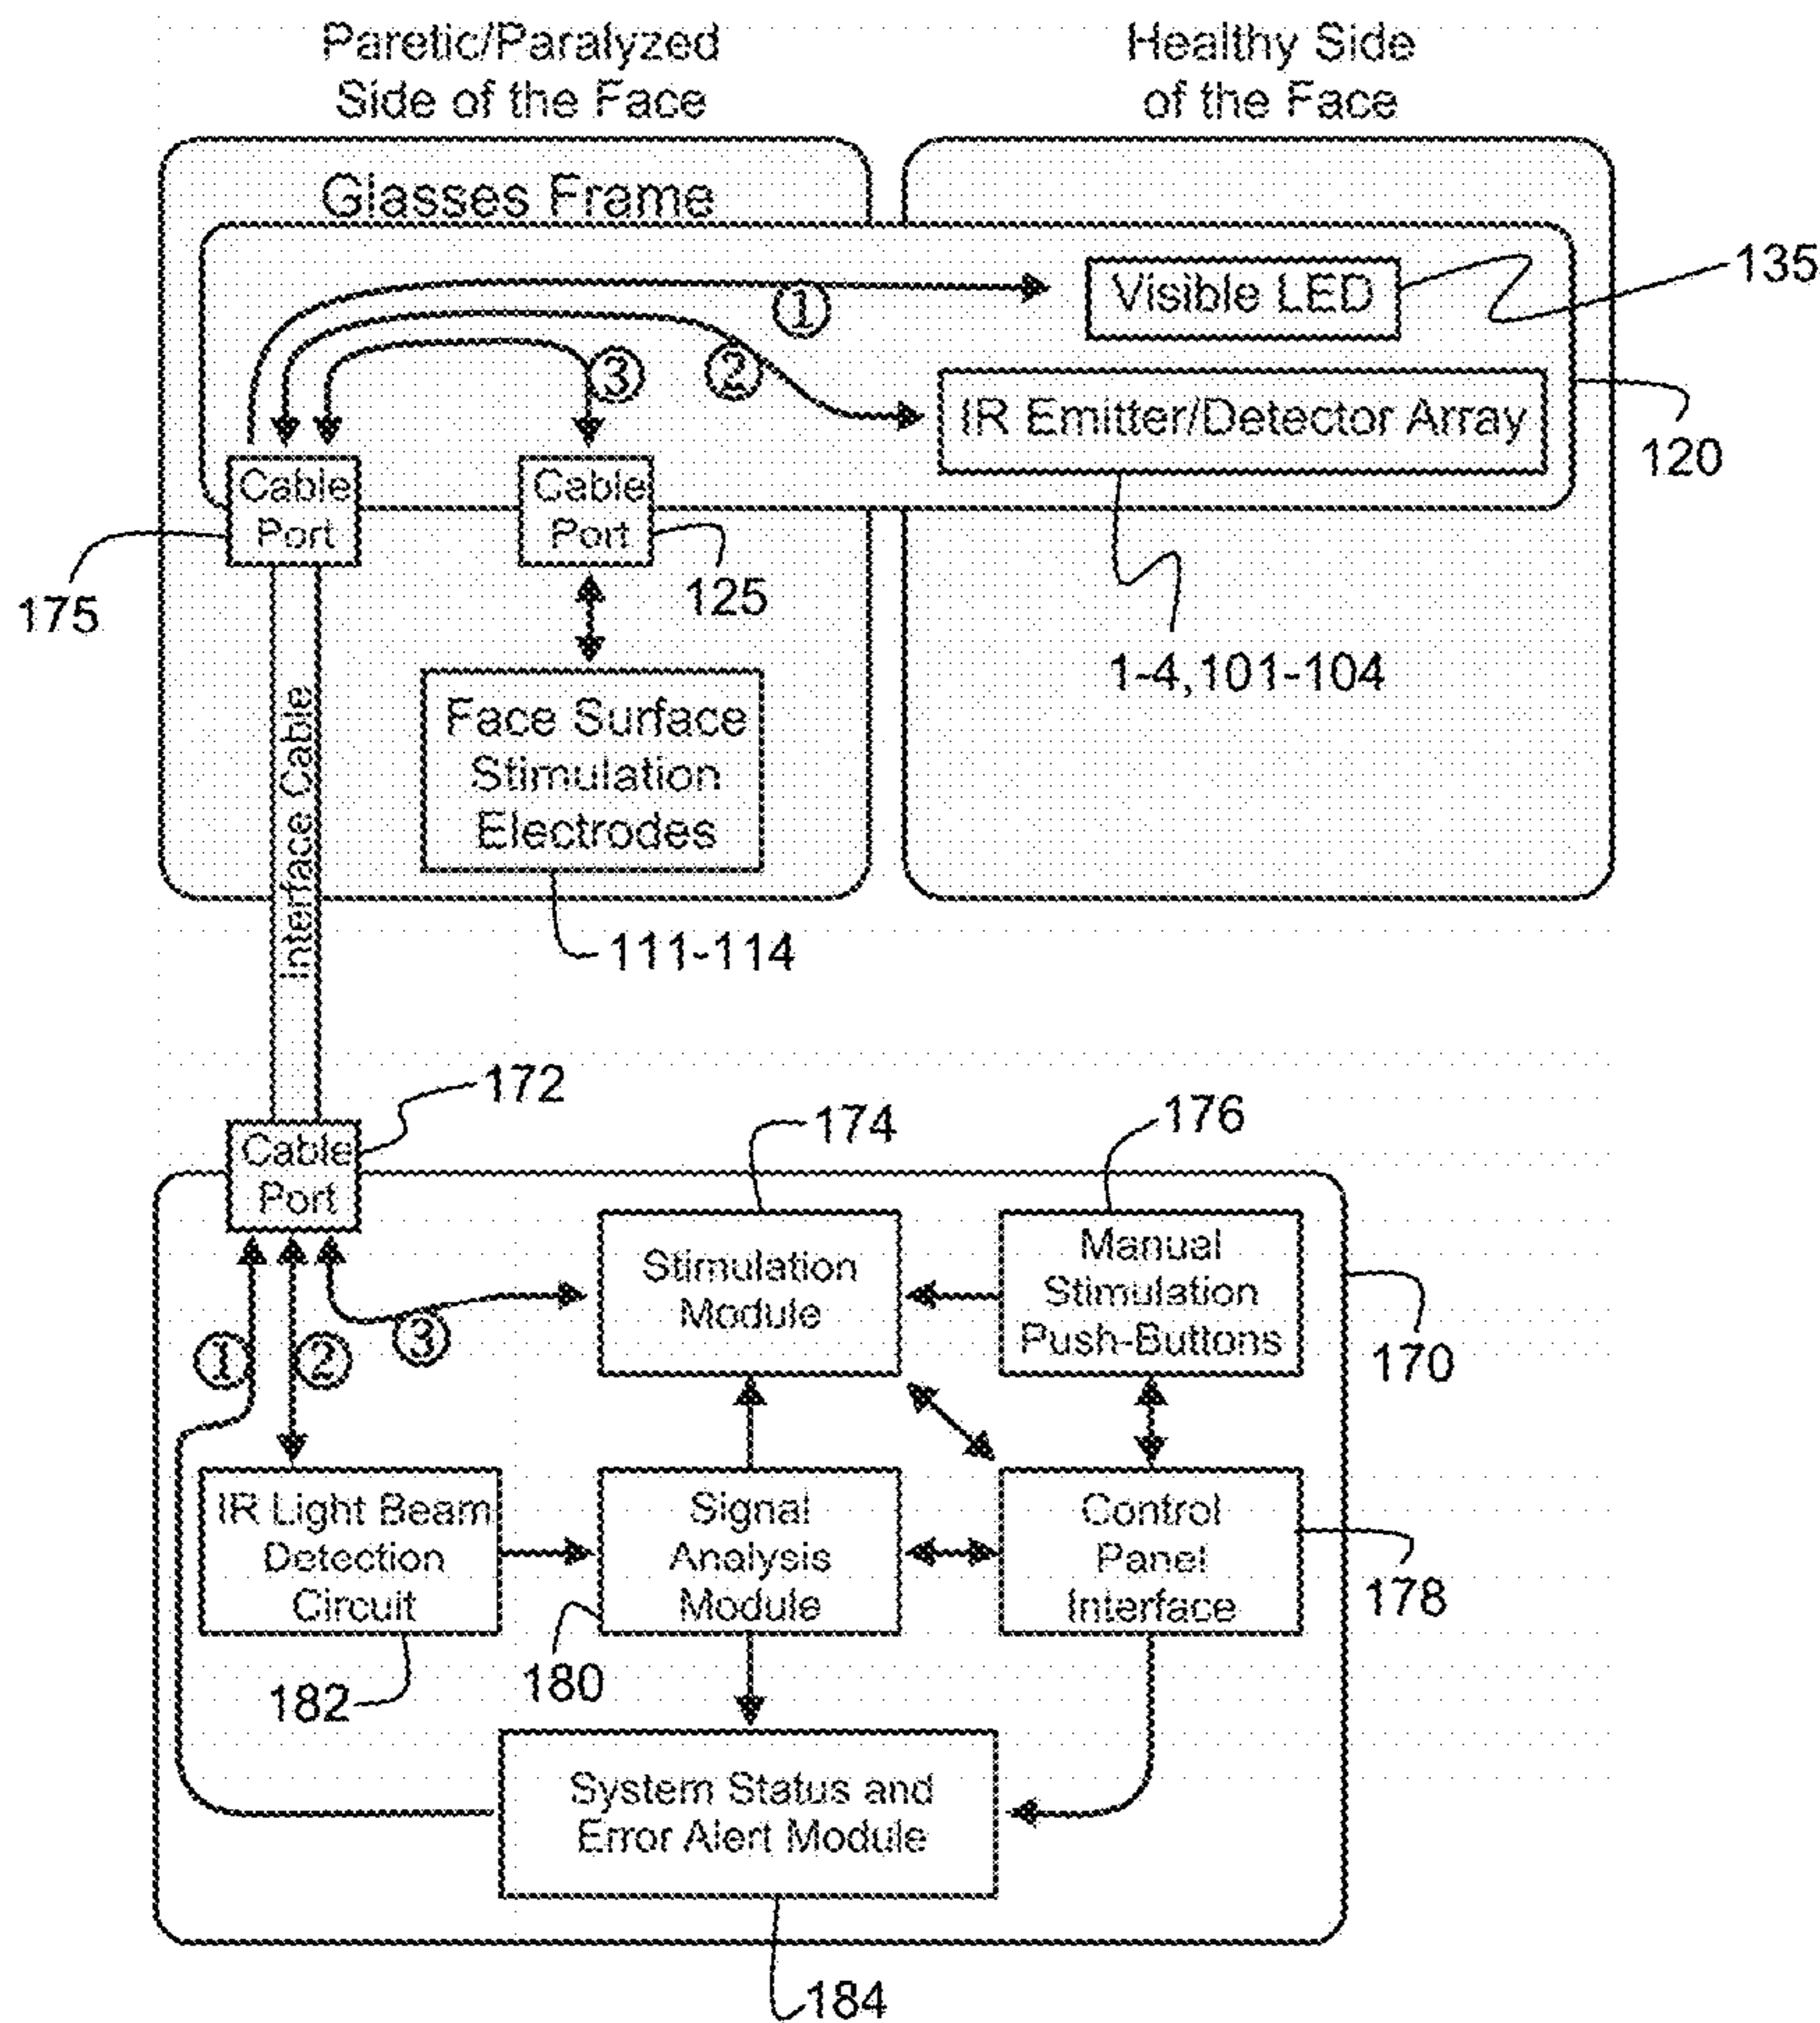 Paretic/Paralyzed
Side of the Face
Healthy Side
of the Face
Glasses Frame
①
Visible LED
135
②
③
IR Emitter/Detector Array
120
Cable
Port
175
Cable
Port
125
1-4,101-104
Face Surface
Stimulation
Electrodes
111-114
Interface Cable
172
Cable
Port
174
176
Stimulation
Module
Manual
Stimulation
Push-Buttons
170
①
②
③
IR Light Beam
Detection
Circuit
182
Signal
Analysis
Module
180
Control
Panel
Interface
178
System Status and
Error Alert Module
184